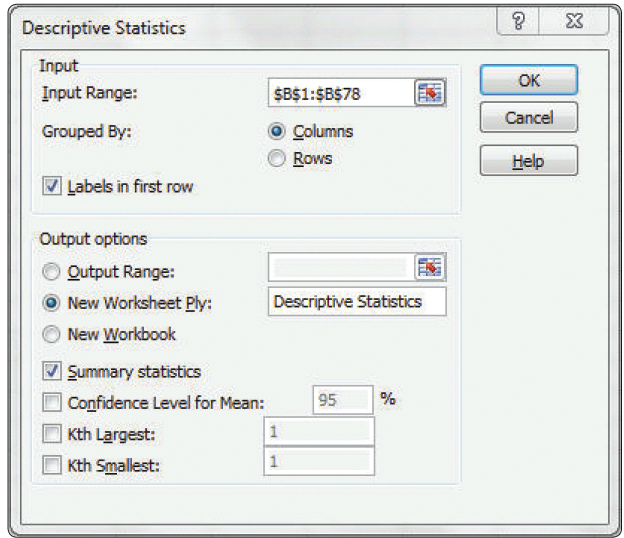 Descriptive Statistics
Input
Input Range: $B$1:$B$78
Grouped By: Columns
Rows
Labels in first row
OK
Cancel
Help
Output options
Output Range:
New Worksheet Ply: Descriptive Statistics
New Workbook
Summary statistics
Confidence Level for Mean: 95 %
Kth Largest: 1
Kth Smallest: 1